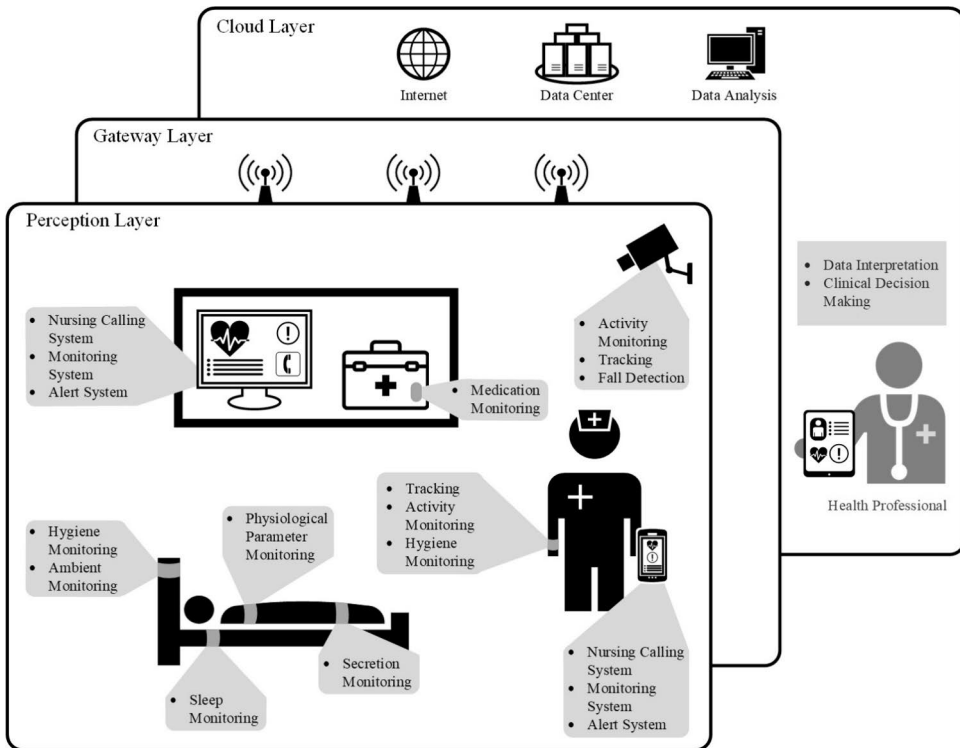 Cloud Layer
Internet
Data Center
Data Analysis
Gateway Layer
Perception Layer
• Data Interpretation
• Clinical Decision
Making
• Nursing Calling
System
• Monitoring
System
• Alert System
• Activity
Monitoring
• Tracking
• Fall Detection
• Medication
Monitoring
Health Professional
• Tracking
• Activity
Monitoring
• Hygiene
Monitoring
• Physiological
Parameter
Monitoring
• Hygiene
Monitoring
• Ambient
Monitoring
• Secretion
Monitoring
• Sleep
Monitoring
• Nursing Calling
System
• Monitoring
System
• Alert System